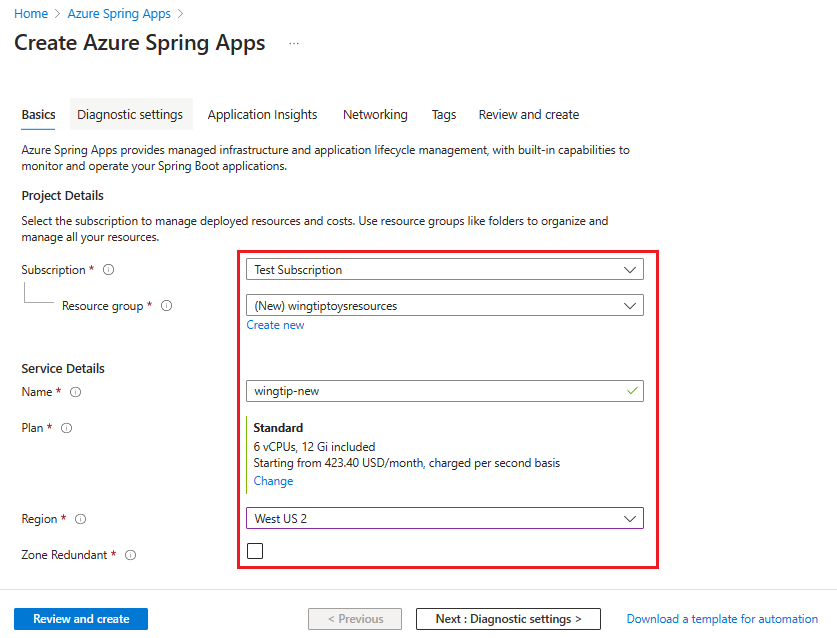 Home > Azure Spring Apps >
Create Azure Spring Apps ...
Basics Diagnostic settings Application Insights Networking Tags Review and create
Azure Spring Apps provides managed infrastructure and application lifecycle management, with built-in capabilities to
monitor and operate your Spring Boot applications.
Project Details
Select the subscription to manage deployed resources and costs. Use resource groups like folders to organize and
manage all your resources.
Subscription * Test Subscription
Resource group * (New) wingtiptoysresources
Create new
Service Details
Name * wingtip-new
Plan * Standard
6 vCPUs, 12 Gi included
Starting from 423.40 USD/month, charged per second basis
Change
Region * West US 2
Zone Redundant *
Review and create < Previous Next : Diagnostic settings > Download a template for automation